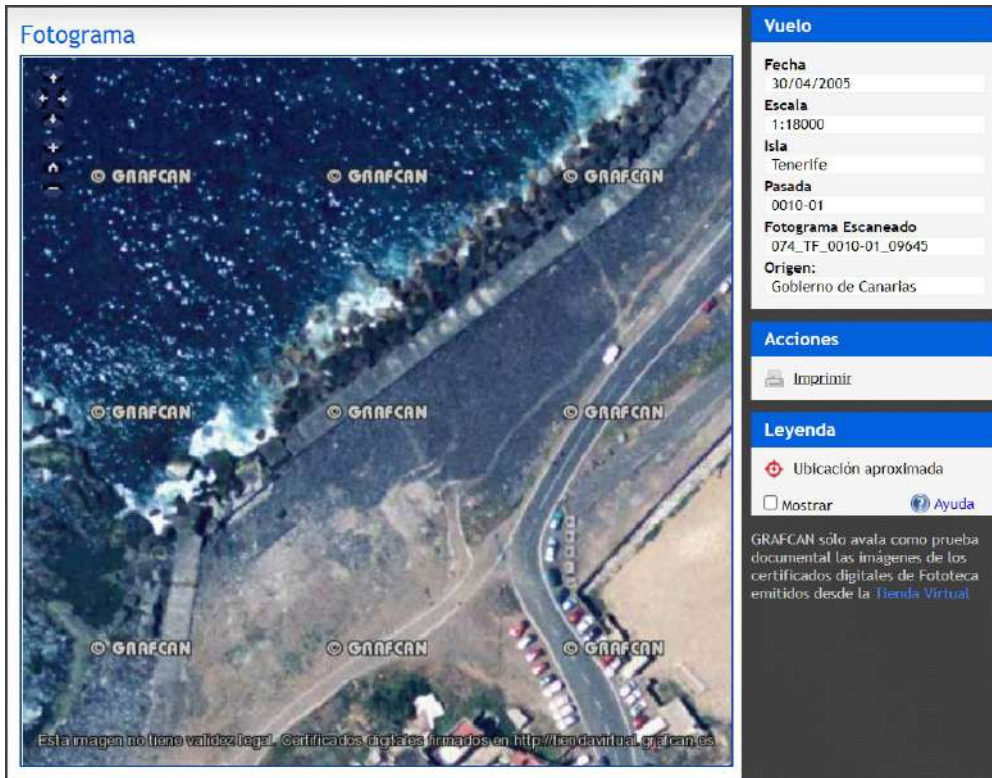 Fotograma
© GRAFCAN © GRAFCAN © GRAFCAN
© GRAFCAN © GRAFCAN © GRAFCAN
© GRAFCAN © GRAFCAN © GRAFCAN
Esta imagen no tiene validez legal. Certificados digitales firmados en http://tiendavirtual.grafcan.es
Vuelo
Fecha
30/04/2005
Escala
1:18000
Isla
Tenerife
Pasada
0010-01
Fotograma Escaneado
074_TF_0010-01_09645
Origen:
Gobierno de Canarias
Acciones
Imprimir
Leyenda
Ubicación aproximada
Mostrar
Ayuda
GRAFCAN sólo avala como prueba
documental las imágenes de los
certificados digitales de Fototeca
emitidos desde la Tienda Virtual